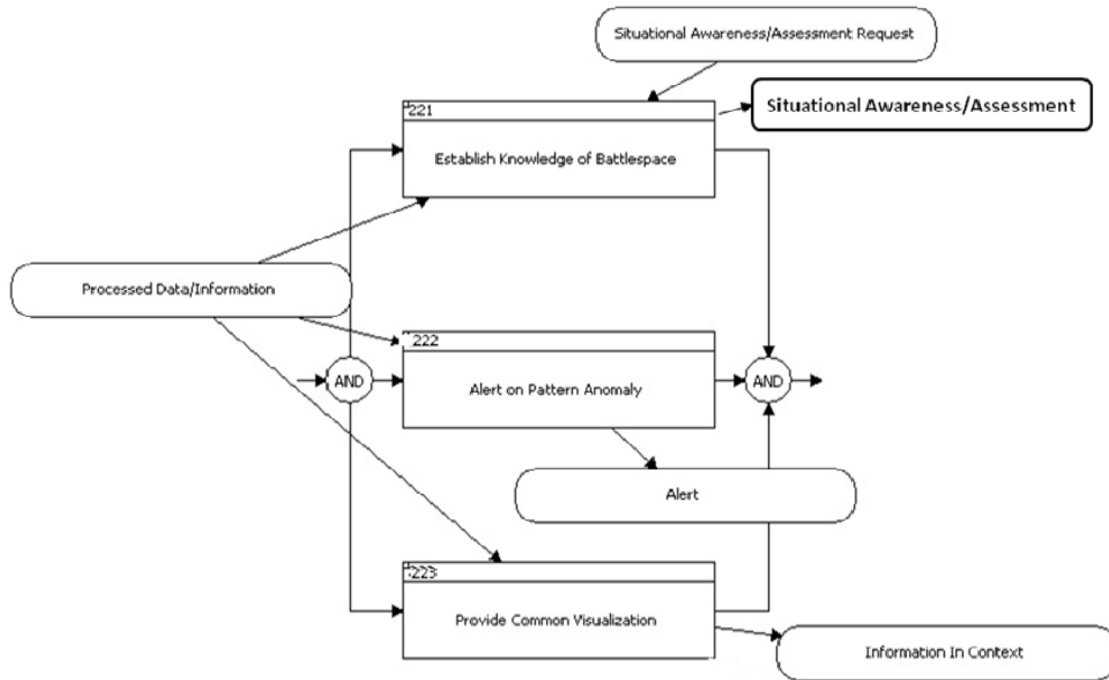 Situational Awareness/Assessment Request
Situational Awareness/Assessment
221
Establish Knowledge of Battlespace
Processed Data/Information
222
AND
Alert on Pattern Anomaly
AND
Alert
223
Provide Common Visualization
Information In Context